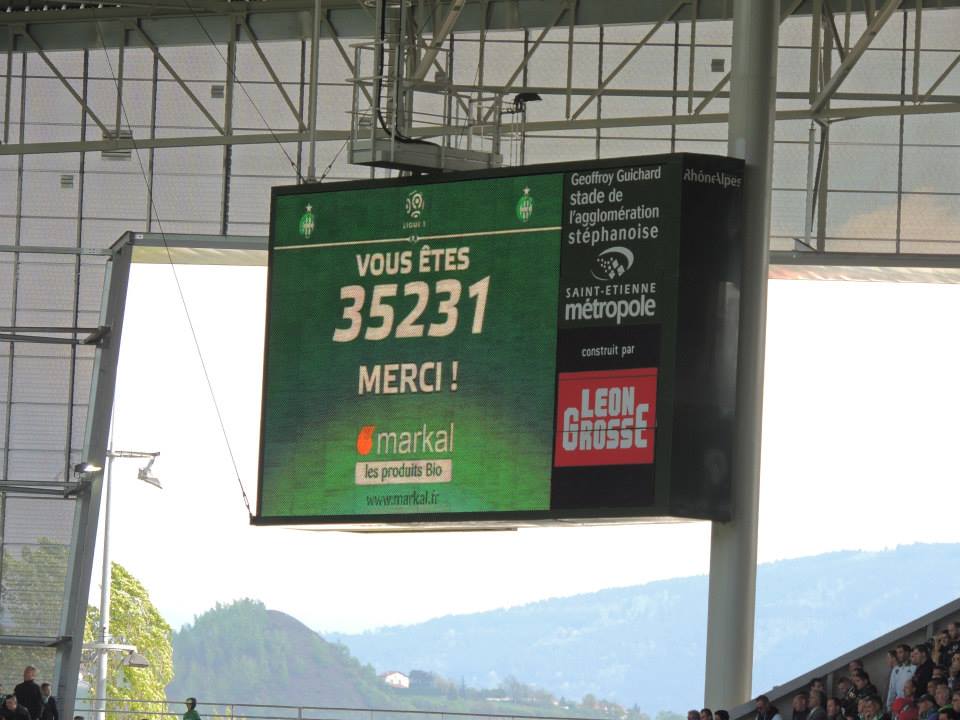 LIGUE 1
VOUS ÊTES
35231
MERCI !
markal
les produits Bio
www.markal.fr
Geoffroy Guichard
stade de
l'agglomération
stéphanoise
SAINT-ETIENNE
métropole
construit par
LEON
GROSSE
RhôneAlpes